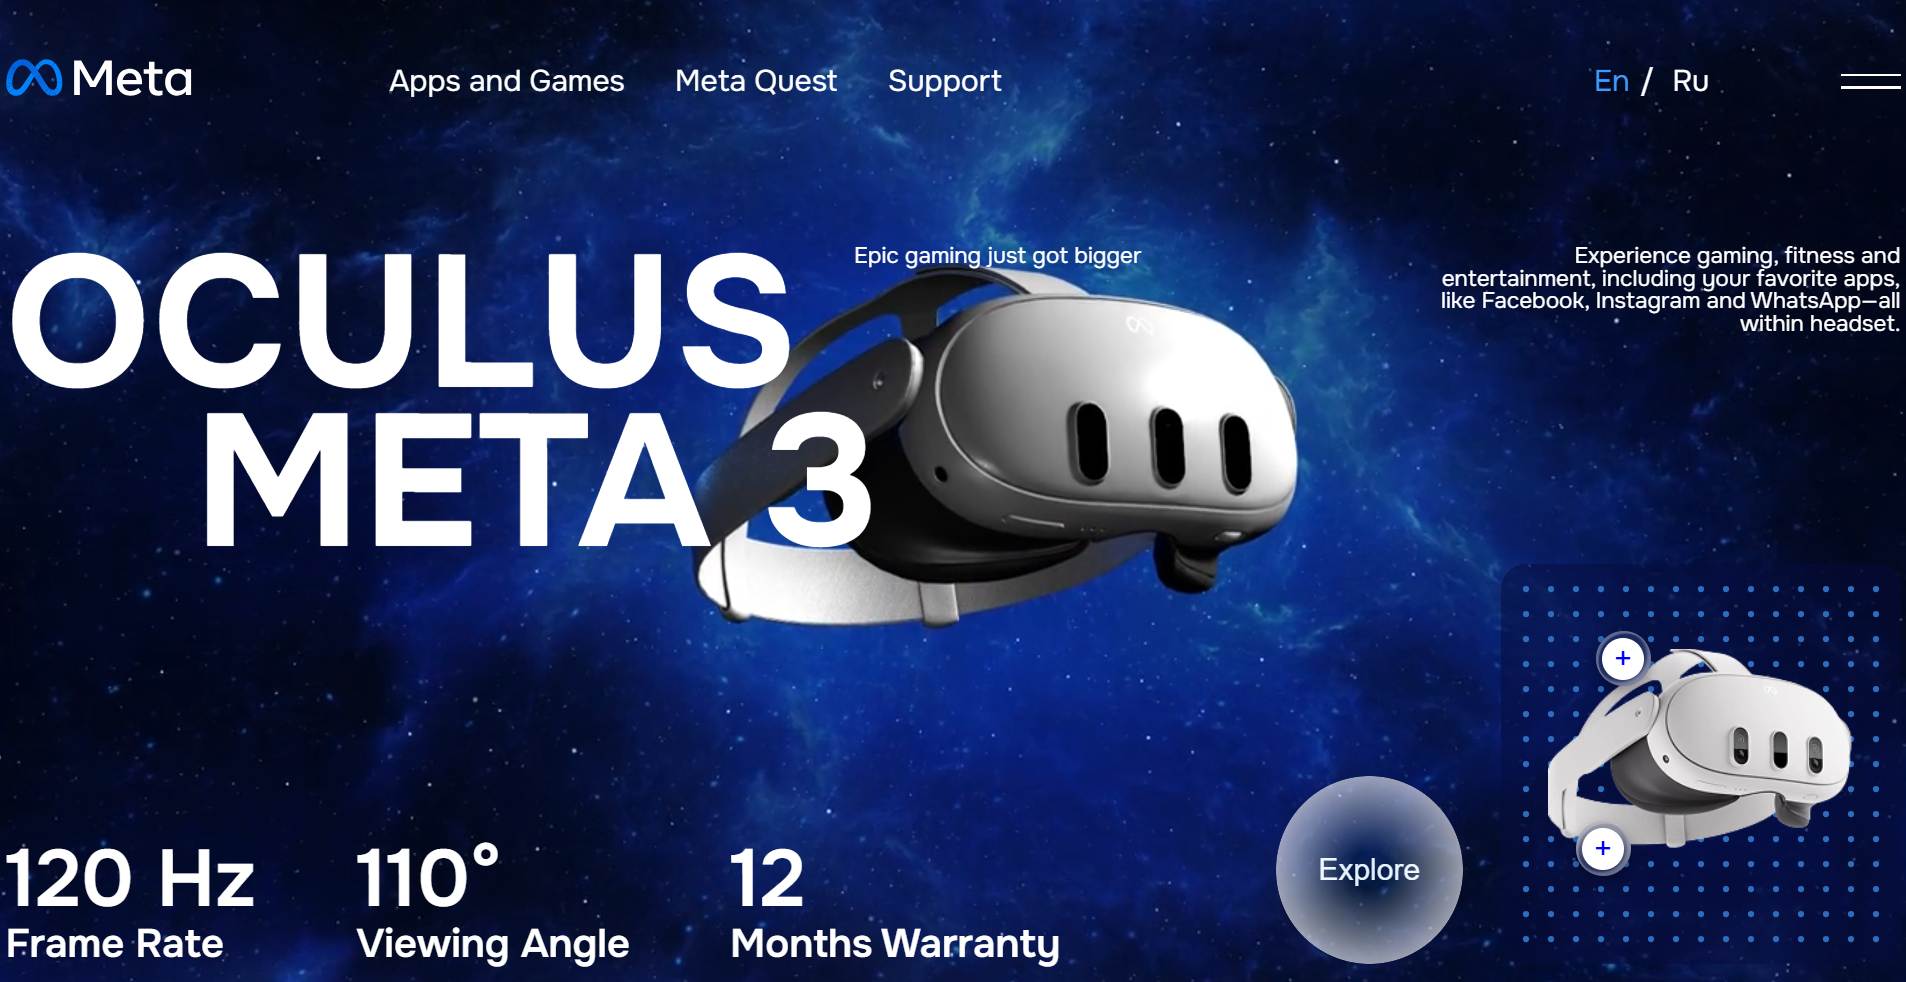 Meta
Apps and Games
Meta Quest
Support
En / Ru
OCULUS
META 3
Epic gaming just got bigger
Experience gaming, fitness and
entertainment, including your favorite apps,
like Facebook, Instagram and WhatsApp—all
within headset.
120 Hz
Frame Rate
110°
Viewing Angle
12
Months Warranty
Explore
+
+